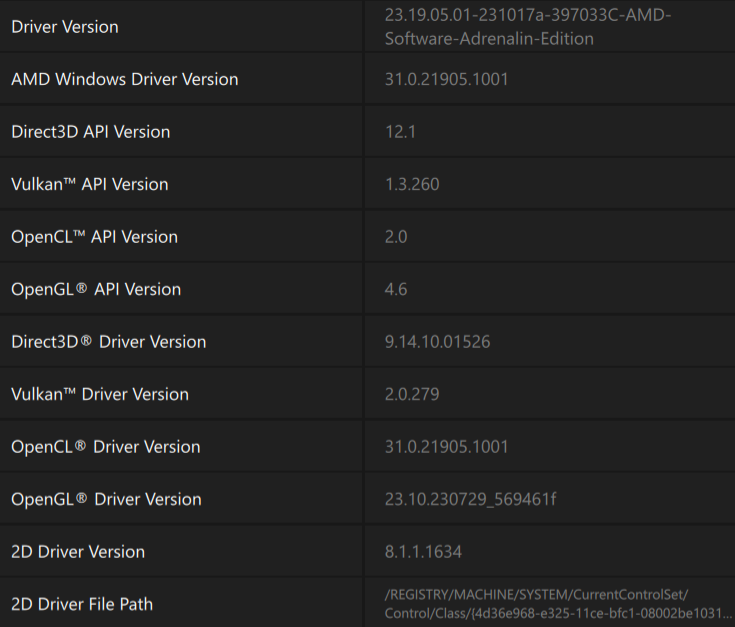 Driver Version
23.19.05.01-231017a-397033C-AMD-
Software-Adrenalin-Edition
AMD Windows Driver Version
31.0.21905.1001
Direct3D API Version
12.1
Vulkan™ API Version
1.3.260
OpenCL™ API Version
2.0
OpenGL® API Version
4.6
Direct3D® Driver Version
9.14.10.01526
Vulkan™ Driver Version
2.0.279
OpenCL® Driver Version
31.0.21905.1001
OpenGL® Driver Version
23.10.230729_569461f
2D Driver Version
8.1.1.1634
2D Driver File Path
/REGISTRY/MACHINE/SYSTEM/CurrentControlSet/
Control/Class/{4d36e968-e325-11ce-bfc1-08002be1031...